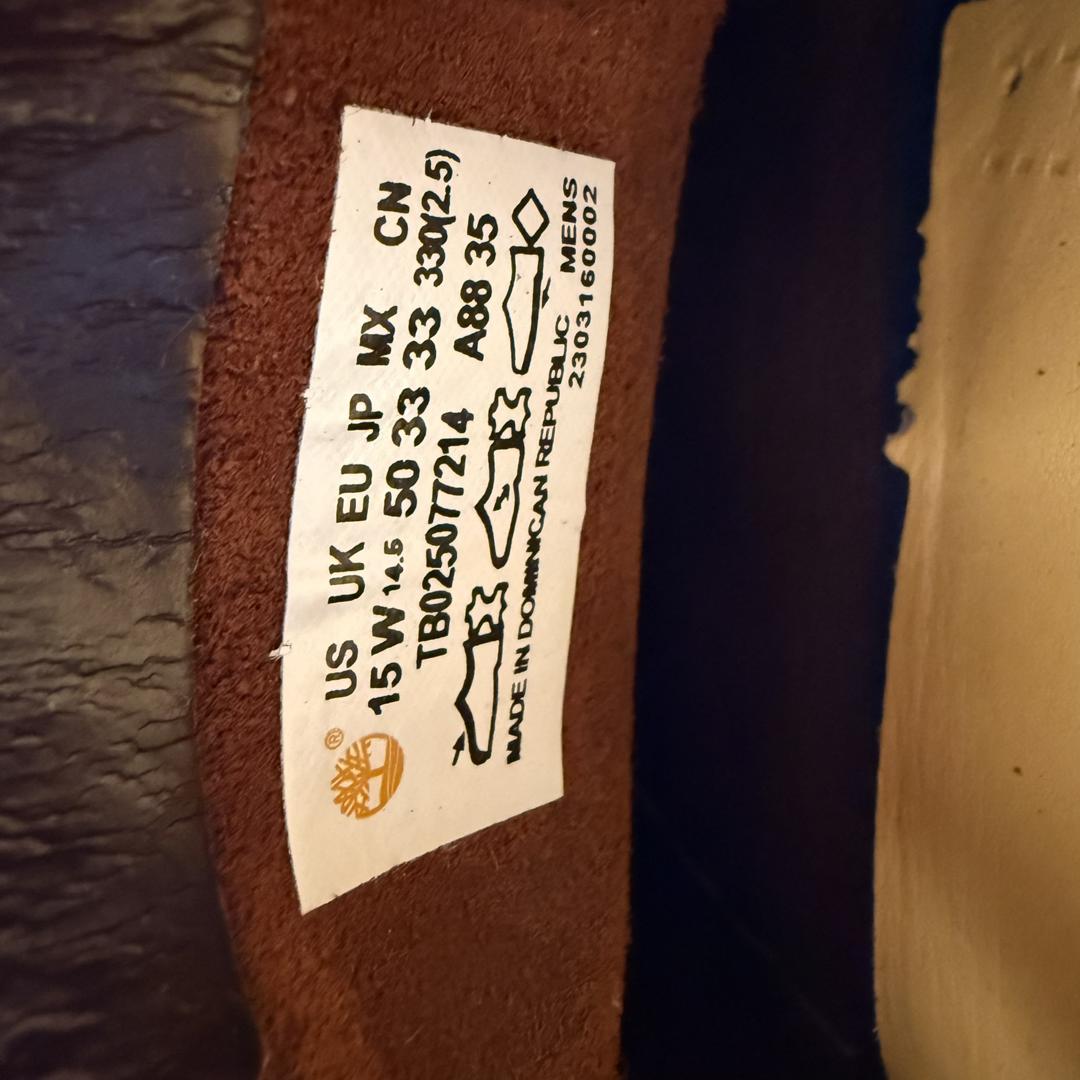 ®
US UK EU JP MX CN
15 W 14.5 50 33 33 330(2.5)
TB025077214 A88 35
MADE IN DOMINICAN REPUBLIC MENS
2303160002